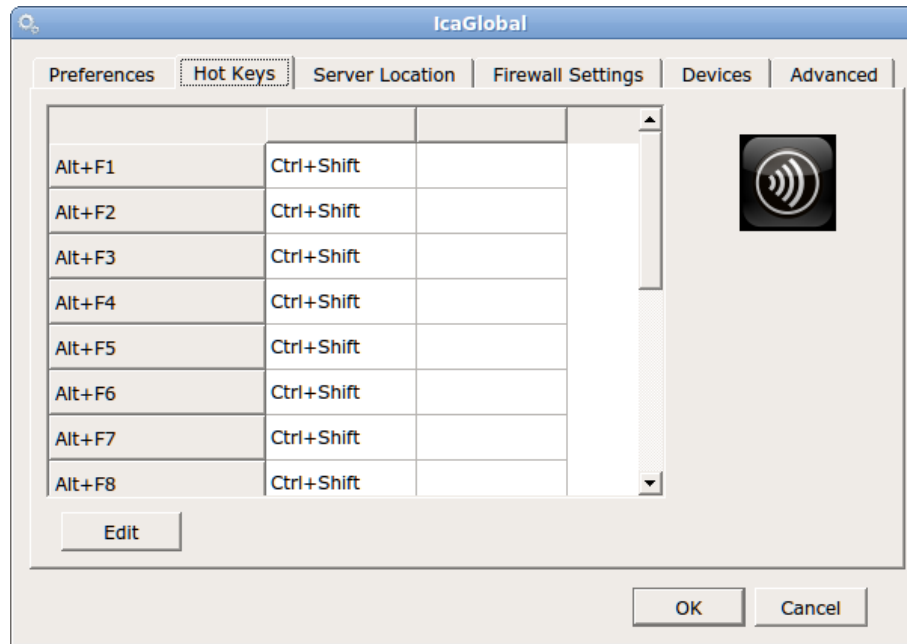 IcaGlobal
Preferences Hot Keys Server Location Firewall Settings Devices Advanced
Alt+F1 Ctrl+Shift
Alt+F2 Ctrl+Shift
Alt+F3 Ctrl+Shift
Alt+F4 Ctrl+Shift
Alt+F5 Ctrl+Shift
Alt+F6 Ctrl+Shift
Alt+F7 Ctrl+Shift
Alt+F8 Ctrl+Shift
Edit
OK Cancel